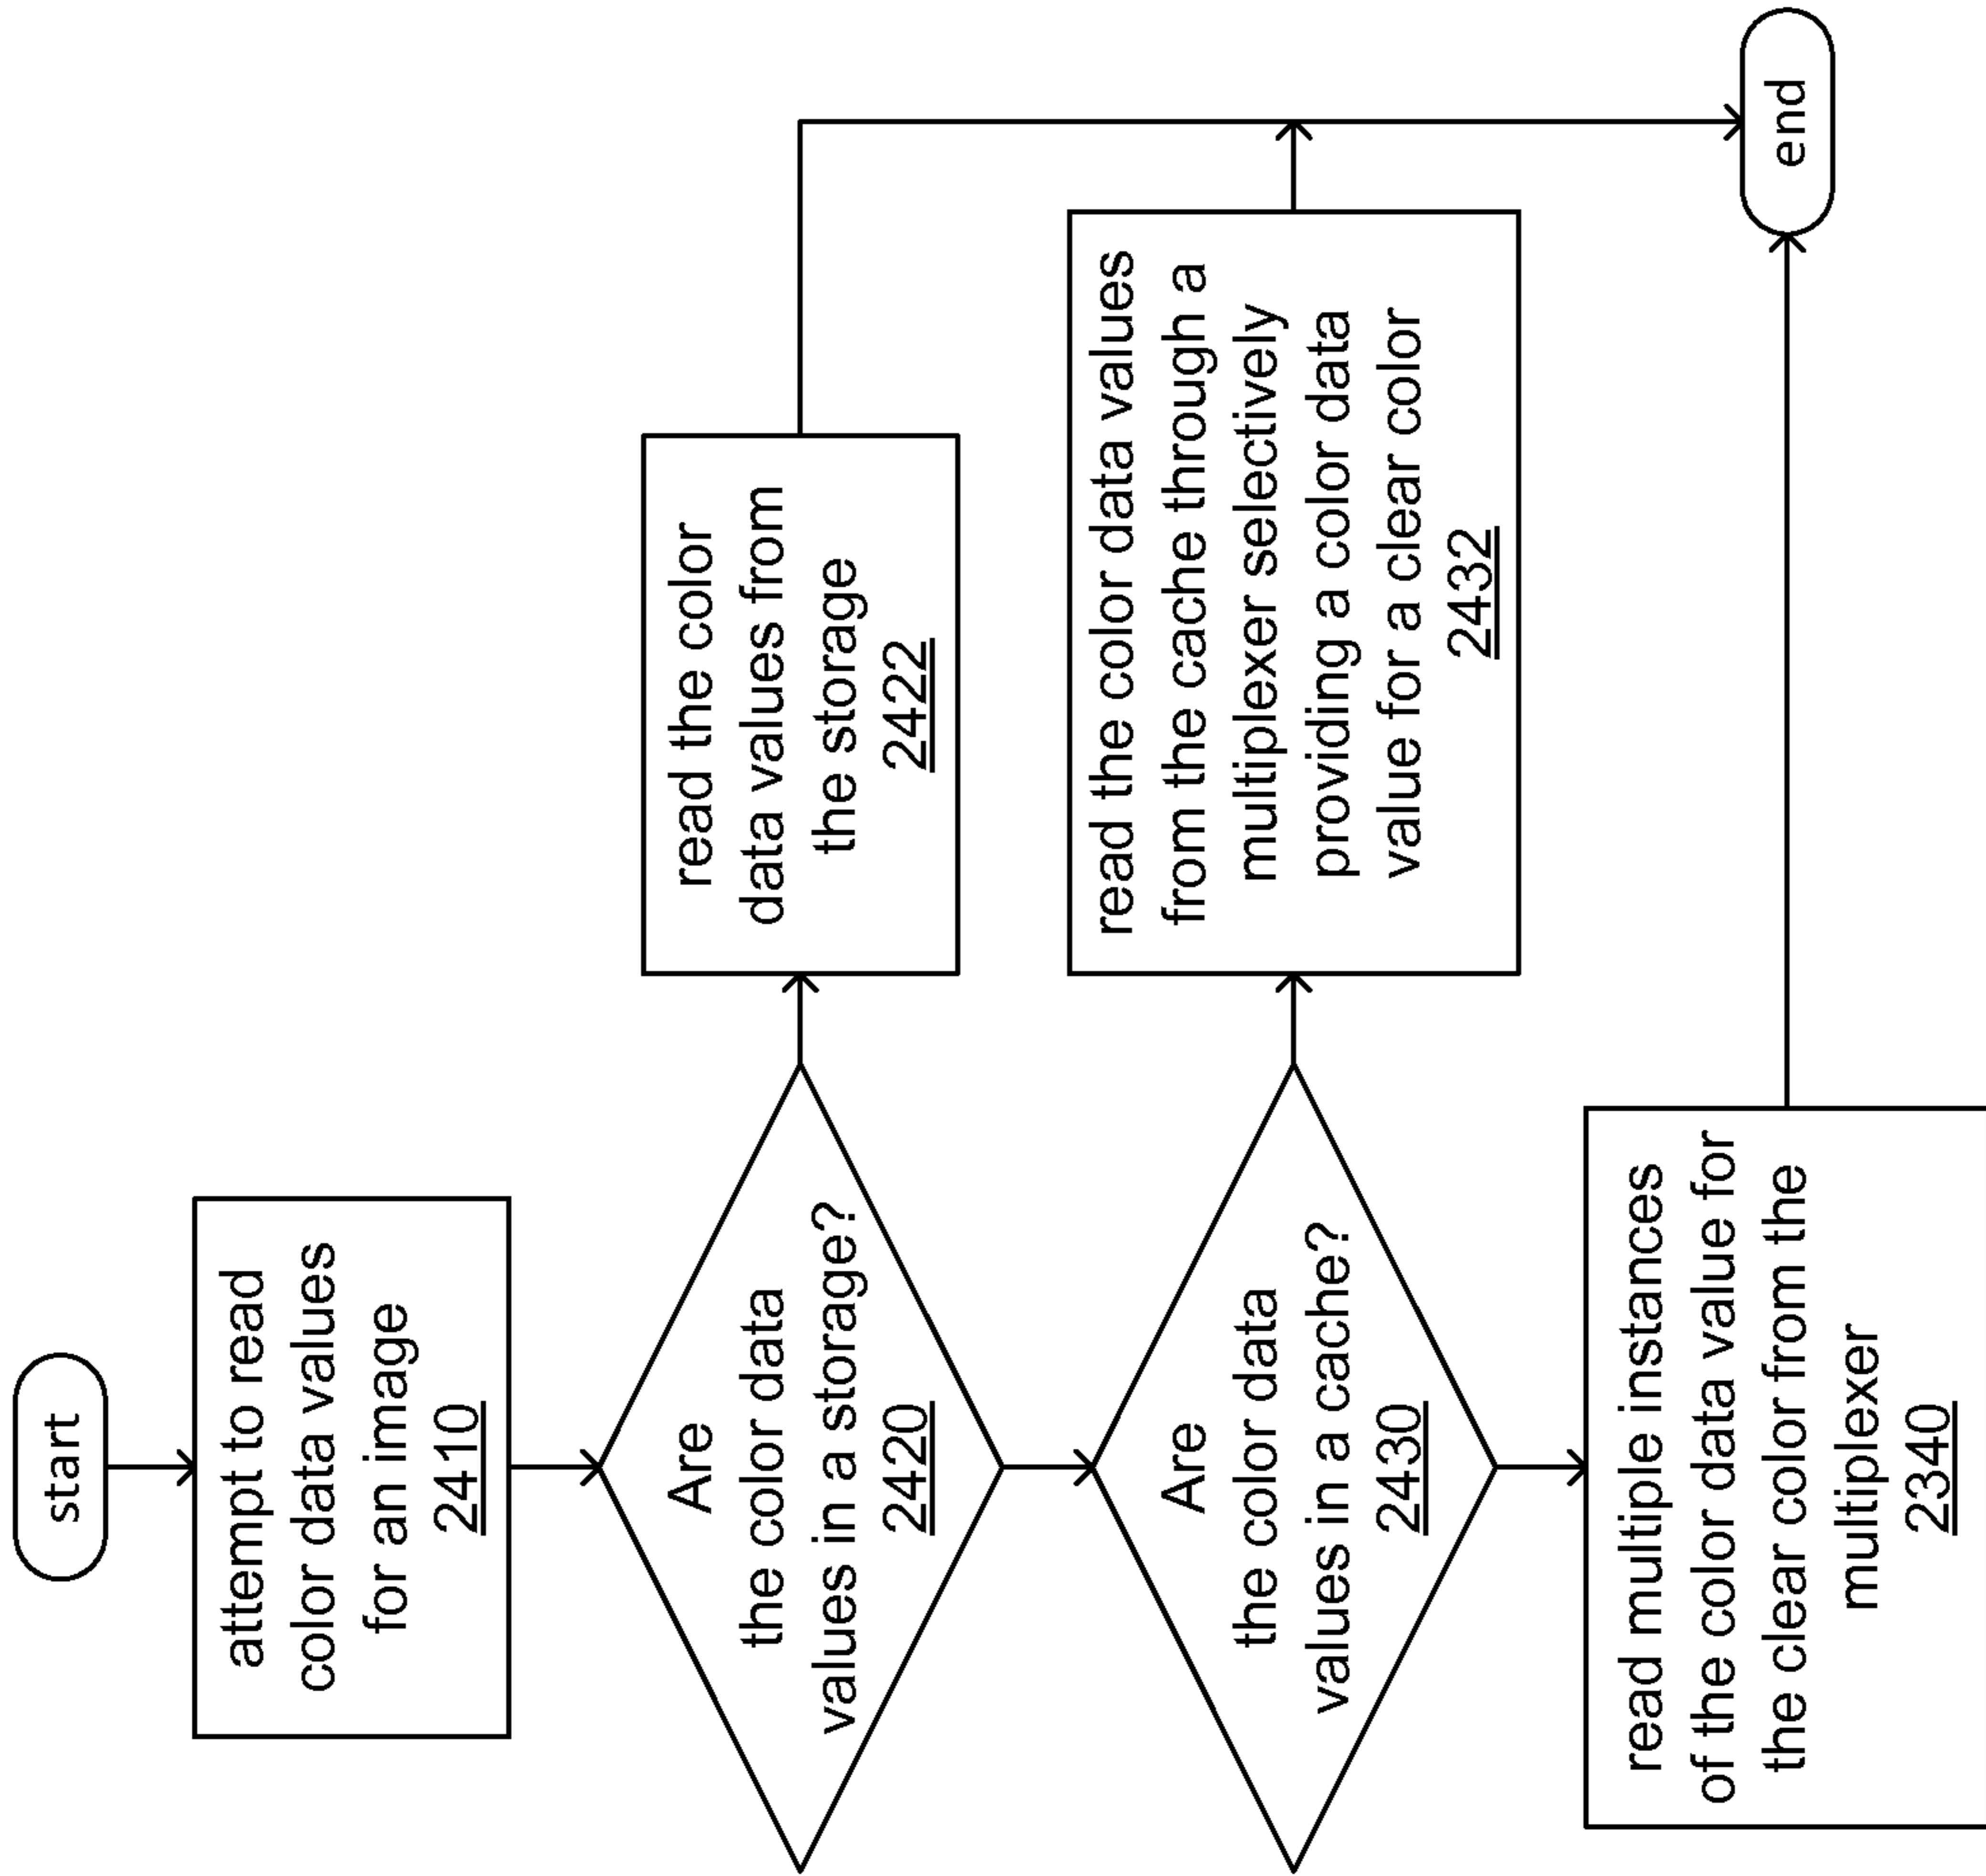 start
attempt to read
color data values
for an image
2410
Are
the color data
values in a storage?
2420
read the color
data values from
the storage
2422
Are
the color data
values in a cache?
2430
read the color data values
from the cache through a
multiplexer selectively
providing a color data
value for a clear color
2432
read multiple instances
of the color data value for
the clear color from the
multiplexer
2340
end